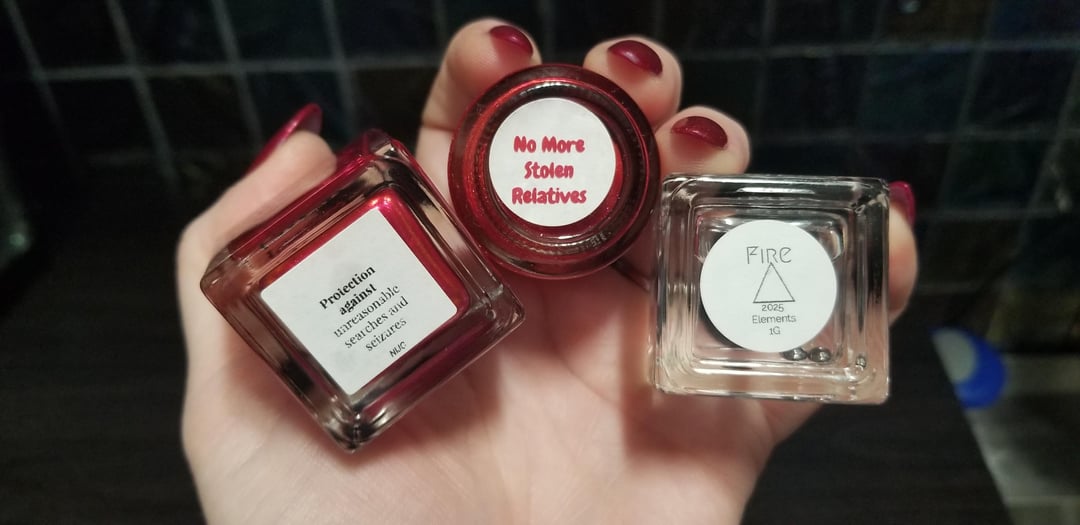 Protection
against
unreasonable
searches and
seizures
NUC
No More
Stolen
Relatives
FIRE
2025
Elements
1G